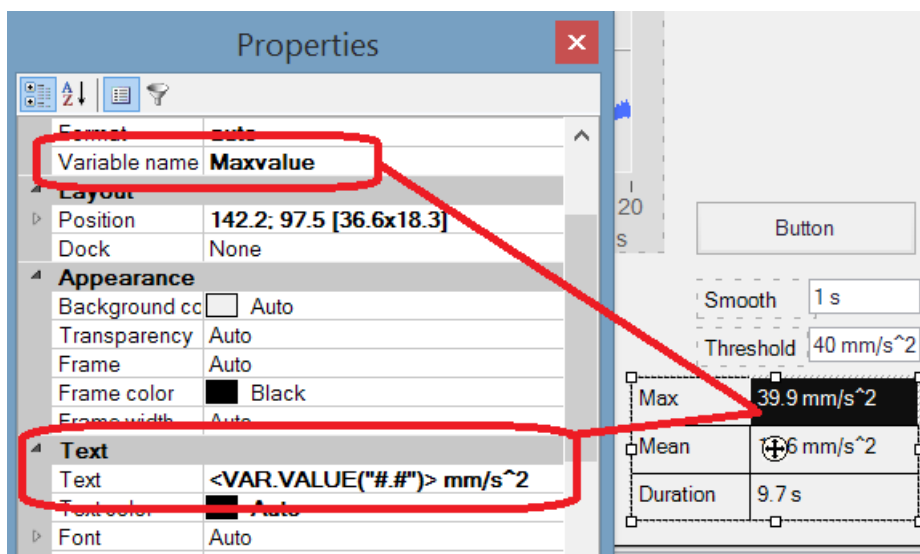 Properties
Format auto
Variable name Maxvalue
Layout
Position 142.2; 97.5 [36.6x18.3]
Dock None
Appearance
Background co Auto
Transparency Auto
Frame Auto
Frame color Black
Frame width Auto
Text
Text <VAR.VALUE("#.#")> mm/s^2
Text color Auto
Font Auto
20
s
Button
Smooth 1 s
Threshold 40 mm/s^2
Max 39.9 mm/s^2
Mean 6 mm/s^2
Duration 9.7 s